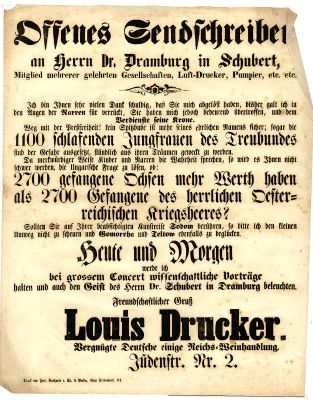 Offenes Sendschreiben
an Herrn Dr. Dramburg in Schubert,
Mitglied mehrerer gelehrten Gesellschaften, Luft-Drucker, Pumpier, etc. etc.
Ich bin Ihnen sehr vielen Dank schuldig, daß Sie mich abgelöst haben, bisher galt ich in
den Augen der Narren für verrückt, Sie haben mich jedoch bedeutend übertroffen, und dem
Verdienste seine Krone.
Weg mit der Persönlichkeit: kein Spitzbube ist mehr seines ehrlichen Namens sicher; sogar die
1100 schlafenden Jungfrauen des Treubundes
sind der Gefahr ausgesetzt, stündlich aus ihren Träumen geweckt zu werden.
Da merkwürdiger Weise Kinder und Narren die Wahrheit sprechen, so wird es Ihnen nicht
schwer werden, die ungarische Frage zu lösen, ob:
2700 gefangene Ochsen mehr Werth haben
als 2700 Gefangene des herrlichen Oester-
reichischen Kriegsheeres?
Sollten Sie auf Ihrer beabsichtigten Kunstreise Sodom berühren, so bitte ich den kleinen
Umweg nicht zu scheuen und Gomorrha und Teltow ebenfalls zu beglücken.
Heute und Morgen
werde ich
bei grossem Concert wissenschaftliche Vorträge
halten und auch den Geist des Herrn Dr. Schubert in Dramburg beleuchten.
Freundschaftlicher Gruß
Louis Drucker.
Vergnügte Deutsche einige Reichs-Weinhandlung.
Jüdenstr. Nr. 2.
Druck von